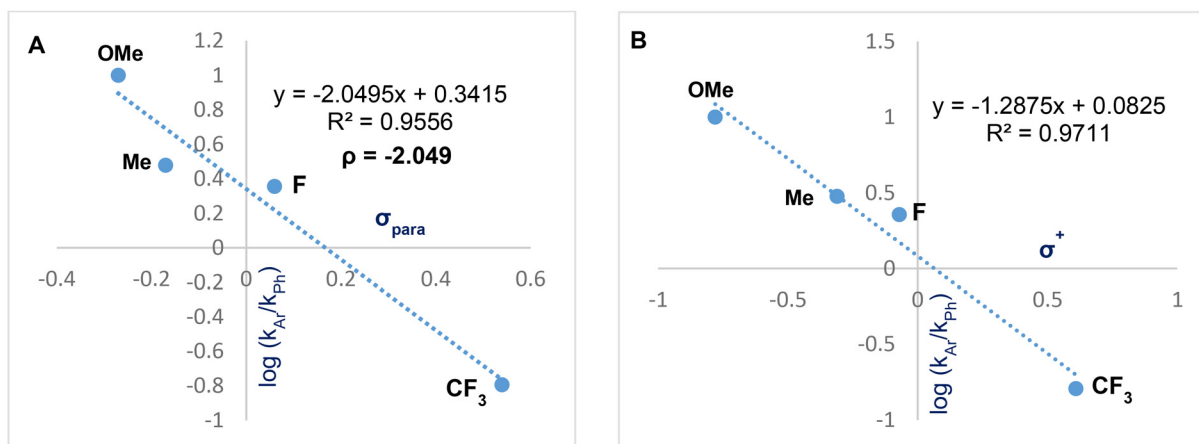 A
OMe
1.2
1
0.8
0.6
0.4
0.2
0
-0.2
-0.4
-0.6
-0.8
-1
y = -2.0495x + 0.3415
R² = 0.9556
ρ = -2.049
Me
F
σpara
-0.4
-0.2
0
0.2
0.4
0.6
log (kAr/kPh)
CF₃
B
OMe
1.5
1
0.5
0
-0.5
-1
y = -1.2875x + 0.0825
R² = 0.9711
Me
F
σ⁺
-1
-0.5
0
0.5
1
log (kAr/kPh)
CF₃